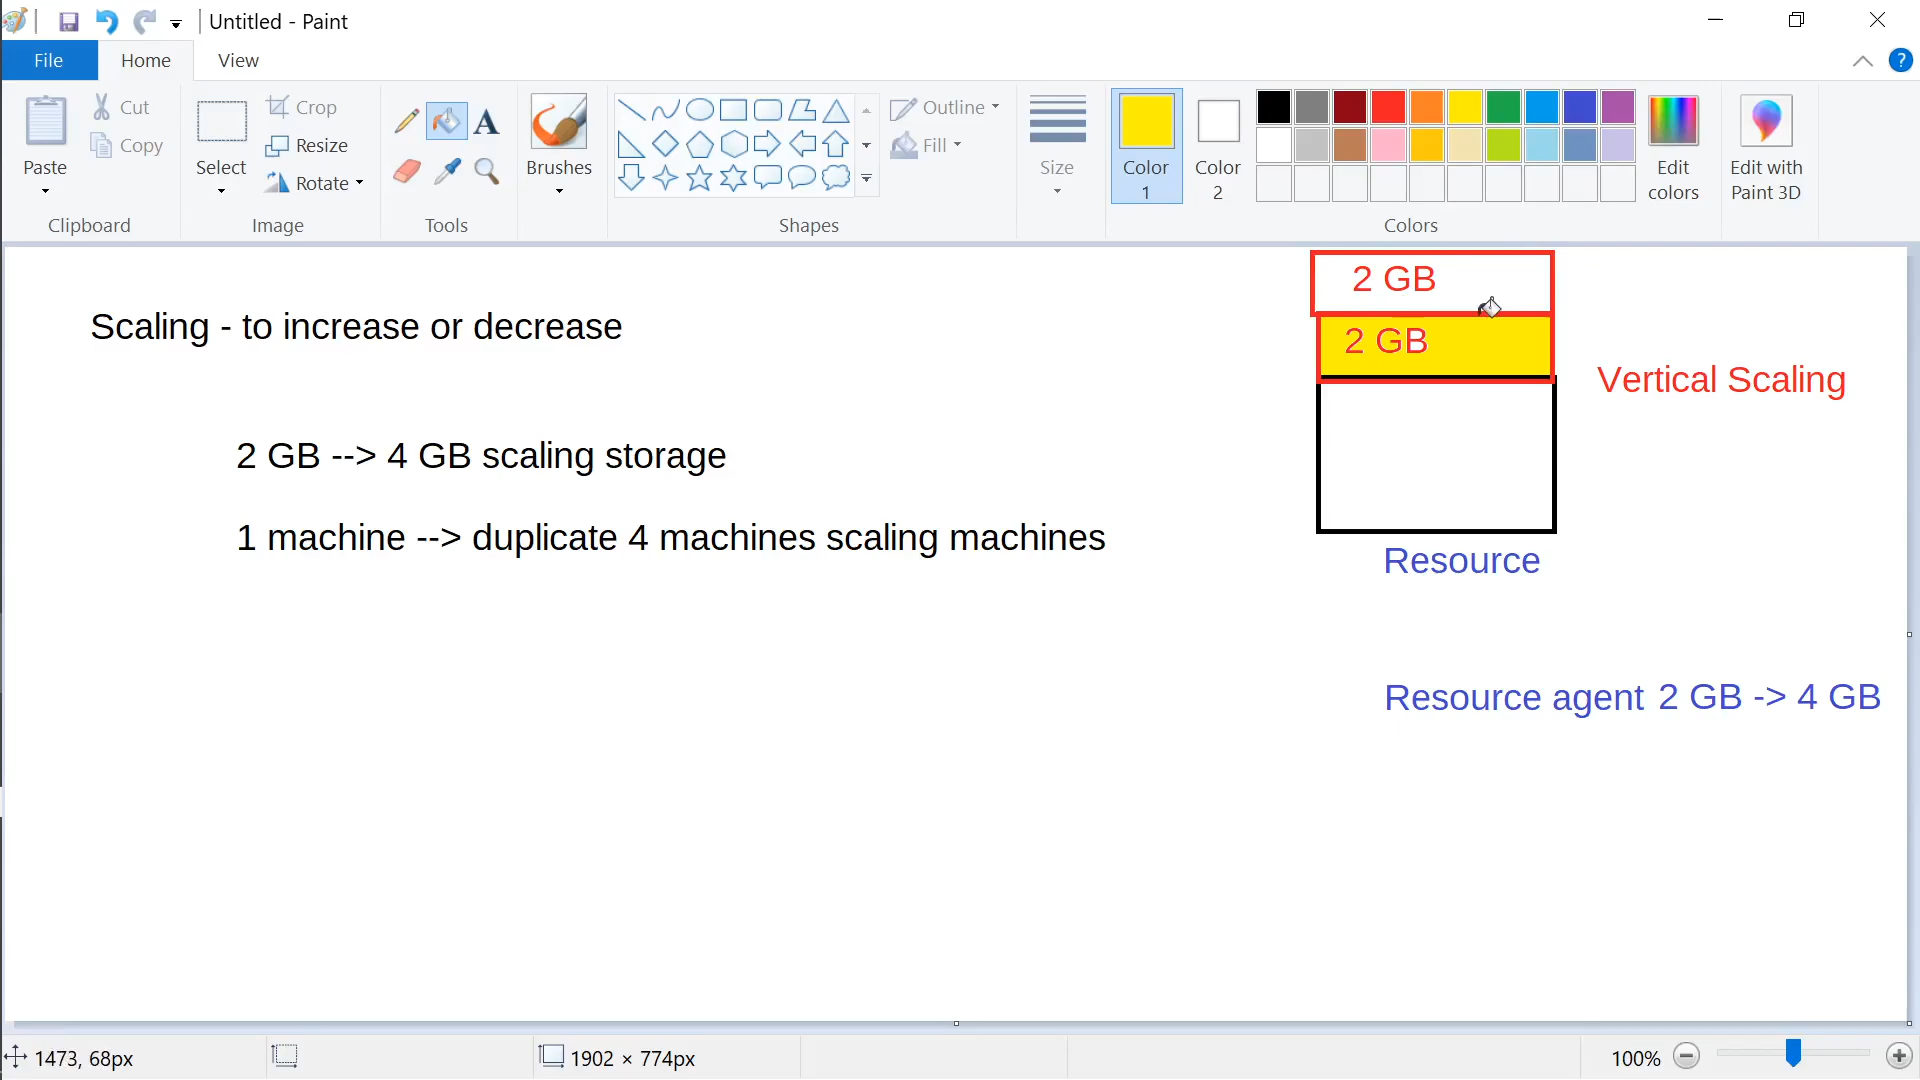 Untitled - Paint
File
Home
View
?
Paste
Cut
Copy
Clipboard
Select
Crop
Resize
Rotate
Image
A
Tools
Brushes
Shapes
Outline
Fill
Size
Color
1
Color
2
Colors
Edit
colors
Edit with
Paint 3D
2 GB
Scaling - to increase or decrease
2 GB
Vertical Scaling
2 GB --> 4 GB scaling storage
1 machine --> duplicate 4 machines scaling machines
Resource
Resource agent 2 GB -> 4 GB
1473, 68px
1902 × 774px
100%